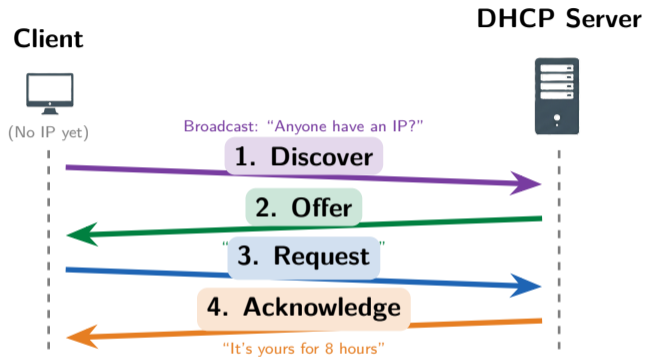 DHCP Server
Client
(No IP yet)
Broadcast: “Anyone have an IP?”
1. Discover
2. Offer
“ ”
3. Request
4. Acknowledge
“It’s yours for 8 hours”